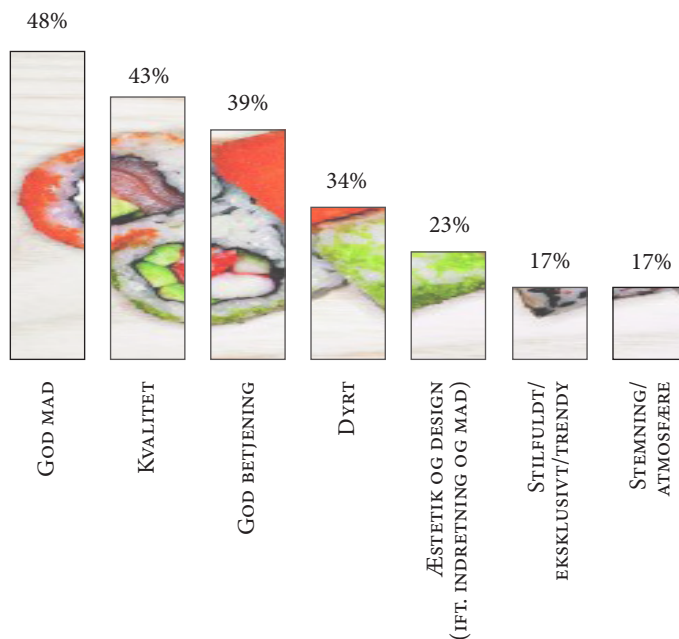 48%
43%
39%
34%
23%
17%
17%
God mad
Kvalitet
God betjening
Dyrt
Æstetik og design
(ift. indretning og mad)
Stilfuldt/
eksklusivt/trendy
Stemning/
atmosfære